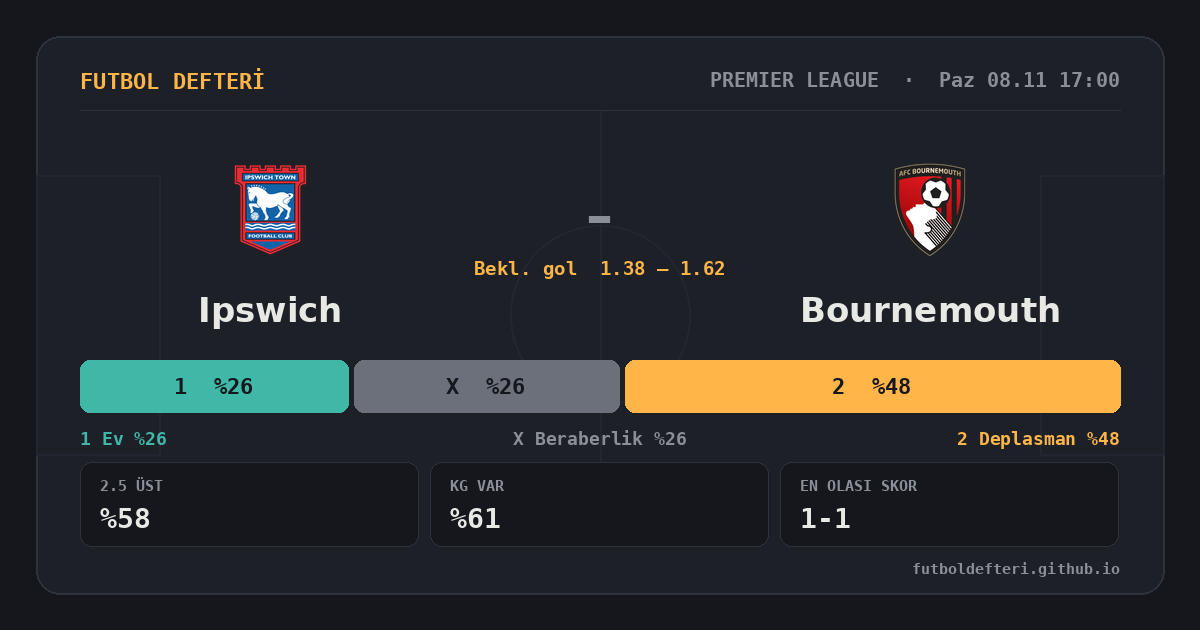 FUTBOL DEFTERİ
PREMIER LEAGUE · Paz 08.11 17:00
IPSWICH TOWN
FOOTBALL CLUB
AFC BOURNEMOUTH
-
Bekl. gol 1.38 – 1.62
Ipswich
Bournemouth
1 %26
X %26
2 %48
1 Ev %26
X Beraberlik %26
2 Deplasman %48
2.5 ÜST
%58
KG VAR
%61
EN OLASI SKOR
1-1
futboldefteri.github.io